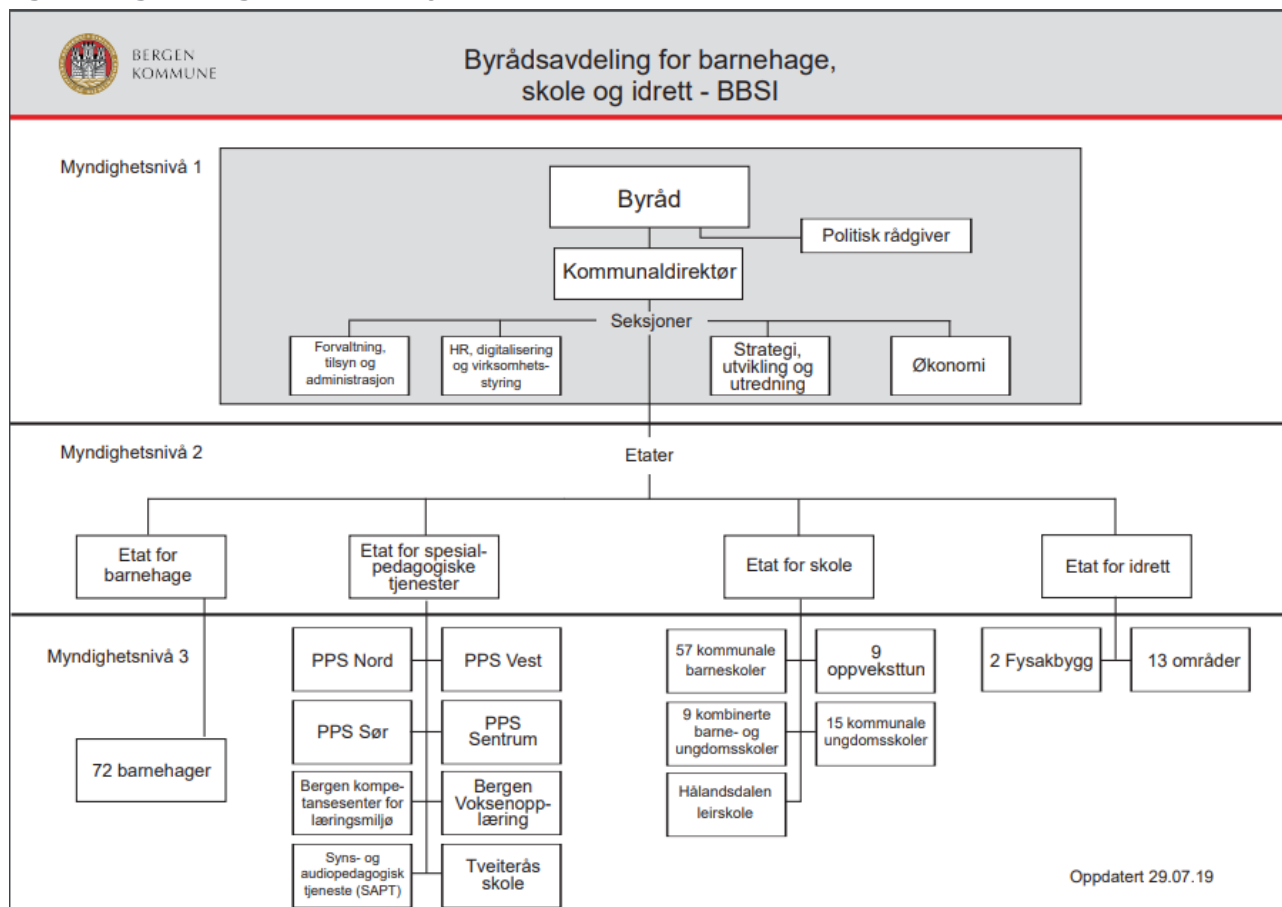 BERGEN
KOMMUNE
Byrådsavdeling for barnehage,
skole og idrett - BBSI
Myndighetsnivå 1
Byråd
Politisk rådgiver
Kommunaldirektør
Seksjoner
Forvaltning,
tilsyn og
administrasjon
HR, digitalisering
og virksomhets-
styring
Strategi,
utvikling og
utredning
Økonomi
Myndighetsnivå 2
Etater
Etat for
barnehage
Etat for spesial-
pedagogiske
tjenester
Etat for skole
Etat for idrett
Myndighetsnivå 3
72 barnehager
PPS Nord
PPS Vest
PPS Sør
PPS
Sentrum
Bergen kompe-
tansesenter for
læringsmiljø
Bergen
Voksenopp-
læring
Syns- og
audiopedagogisk
tjeneste (SAPT)
Tveiterås
skole
57 kommunale
barneskoler
9
oppveksttun
9 kombinerte
barne- og
ungdomsskoler
15 kommunale
ungdomsskoler
Hålandsdalen
leirskole
2 Fysakbygg
13 områder
Oppdatert 29.07.19